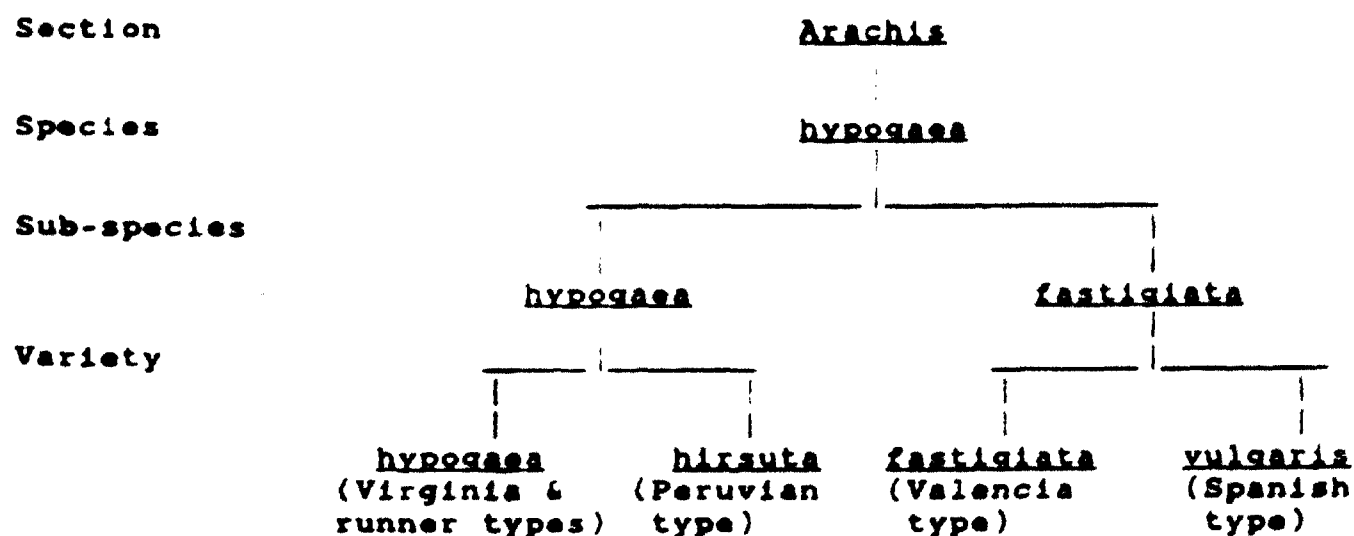 Section Arachis
Species hypogaea
Sub-species
hypogaea fastigiata
Variety
hypogaea hirsuta fastigiata vulgaris
(Virginia & (Peruvian (Valencia (Spanish
runner types) type) type) type)